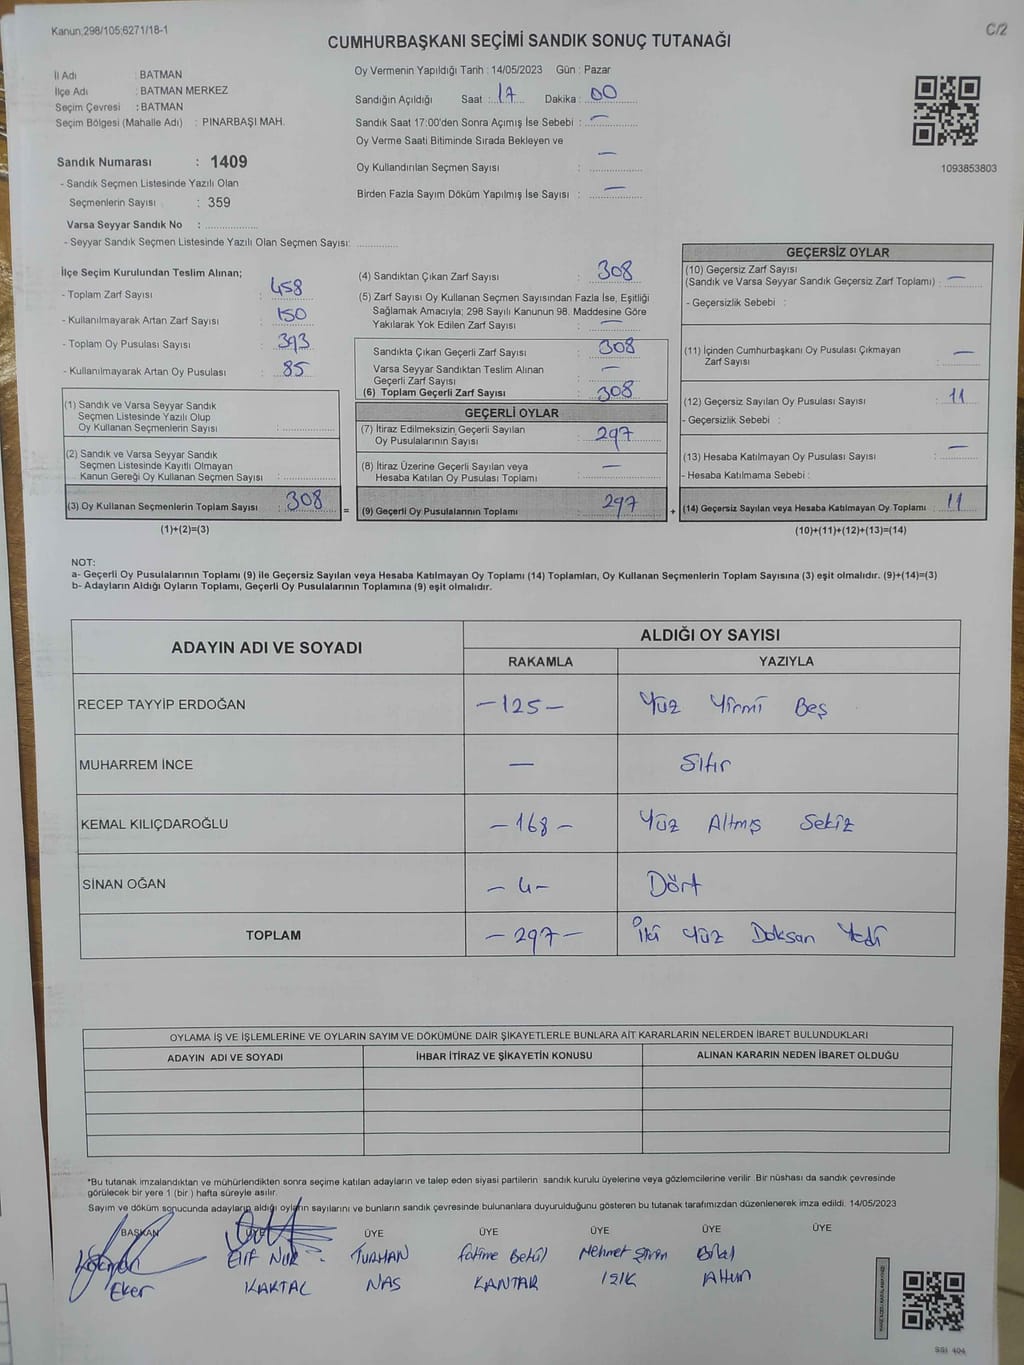 Kanun;298/105;6271/18-1
C/2
CUMHURBAŞKANI SEÇİMİ SANDIK SONUÇ TUTANAĞI
İl Adı : BATMAN
İlçe Adı : BATMAN MERKEZ
Seçim Çevresi : BATMAN
Seçim Bölgesi (Mahalle Adı) : PINARBAŞI MAH.
Sandık Numarası : 1409
- Sandık Seçmen Listesinde Yazılı Olan
Seçmenlerin Sayısı : 359
Varsa Seyyar Sandık No :
- Seyyar Sandık Seçmen Listesinde Yazılı Olan Seçmen Sayısı:
Oy Vermenin Yapıldığı Tarih : 14/05/2023 Gün : Pazar
Sandığın Açıldığı Saat : 17 Dakika : 00
Sandık Saat 17:00'den Sonra Açımış İse Sebebi : —
Oy Verme Saati Bitiminde Sırada Bekleyen ve
Oy Kullandırılan Seçmen Sayısı : —
Birden Fazla Sayım Döküm Yapılmış İse Sayısı : —
1093853803
İlçe Seçim Kurulundan Teslim Alınan;
- Toplam Zarf Sayısı : 458
- Kullanılmayarak Artan Zarf Sayısı : 150
- Toplam Oy Pusulası Sayısı : 393
- Kullanılmayarak Artan Oy Pusulası : 85
(1) Sandık ve Varsa Seyyar Sandık
Seçmen Listesinde Yazılı Olup
Oy Kullanan Seçmenlerin Sayısı :
(2) Sandık ve Varsa Seyyar Sandık
Seçmen Listesinde Kayıtlı Olmayan
Kanun Gereği Oy Kullanan Seçmen Sayısı :
(3) Oy Kullanan Seçmenlerin Toplam Sayısı : 308
(1)+(2)=(3)
(4) Sandıktan Çıkan Zarf Sayısı : 308
(5) Zarf Sayısı Oy Kullanan Seçmen Sayısından Fazla İse, Eşitliği
Sağlamak Amacıyla; 298 Sayılı Kanunun 98. Maddesine Göre
Yakılarak Yok Edilen Zarf Sayısı : —
Sandıkta Çıkan Geçerli Zarf Sayısı : 308
Varsa Seyyar Sandıktan Teslim Alınan
Geçerli Zarf Sayısı : —
(6) Toplam Geçerli Zarf Sayısı : 308
GEÇERLİ OYLAR
(7) İtiraz Edilmeksizin Geçerli Sayılan
Oy Pusulalarının Sayısı : 297
(8) İtiraz Üzerine Geçerli Sayılan veya
Hesaba Katılan Oy Pusulası Toplamı : —
(9) Geçerli Oy Pusulalarının Toplamı : 297
GEÇERSİZ OYLAR
(10) Geçersiz Zarf Sayısı
(Sandık ve Varsa Seyyar Sandık Geçersiz Zarf Toplamı) : —
- Geçersizlik Sebebi :
(11) İçinden Cumhurbaşkanı Oy Pusulası Çıkmayan
Zarf Sayısı : —
(12) Geçersiz Sayılan Oy Pusulası Sayısı : 11
- Geçersizlik Sebebi :
(13) Hesaba Katılmayan Oy Pusulası Sayısı : —
- Hesaba Katılmama Sebebi :
(14) Geçersiz Sayılan veya Hesaba Katılmayan Oy Toplamı : 11
(10)+(11)+(12)+(13)=(14)
NOT:
a- Geçerli Oy Pusulalarının Toplamı (9) ile Geçersiz Sayılan veya Hesaba Katılmayan Oy Toplamı (14) Toplamları, Oy Kullanan Seçmenlerin Toplam Sayısına (3) eşit olmalıdır. (9)+(14)=(3)
b- Adayların Aldığı Oyların Toplamı, Geçerli Oy Pusulalarının Toplamına (9) eşit olmalıdır.
ADAYIN ADI VE SOYADI ALDIĞI OY SAYISI
RAKAMLA YAZIYLA
RECEP TAYYİP ERDOĞAN —125— Yüz Yirmi Beş
MUHARREM İNCE — Sıfır
KEMAL KILIÇDAROĞLU —168— Yüz Altmış Sekiz
SİNAN OĞAN —4— Dört
TOPLAM —297— İki Yüz Doksan Yedi
OYLAMA İŞ VE İŞLEMLERİNE VE OYLARIN SAYIM VE DÖKÜMÜNE DAİR ŞİKAYETLERLE BUNLARA AİT KARARLARIN NELERDEN İBARET BULUNDUKLARI
ADAYIN ADI VE SOYADI İHBAR İTİRAZ VE ŞİKAYETİN KONUSU ALINAN KARARIN NEDEN İBARET OLDUĞU
*Bu tutanak imzalandıktan ve mühürlendikten sonra seçime katılan adayların ve talep eden siyasi partilerin sandık kurulu üyelerine veya gözlemcilerine verilir. Bir nüshası da sandık çevresinde
görülecek bir yere 1 (bir ) hafta süreyle asılır.
Sayım ve döküm sonucunda adayların aldığı oyların sayılarını ve bunların sandık çevresinde bulunanlara duyurulduğunu gösteren bu tutanak tarafımızdan düzenlenerek imza edildi. 14/05/2023
BAŞKAN ÜYE ÜYE ÜYE ÜYE ÜYE ÜYE
ELİF NUR TURHAN Fatime Betül Mehmet Şirin Bilal
Eker KAKTAL NAS KANTAR IŞIK Altun
SSI 404